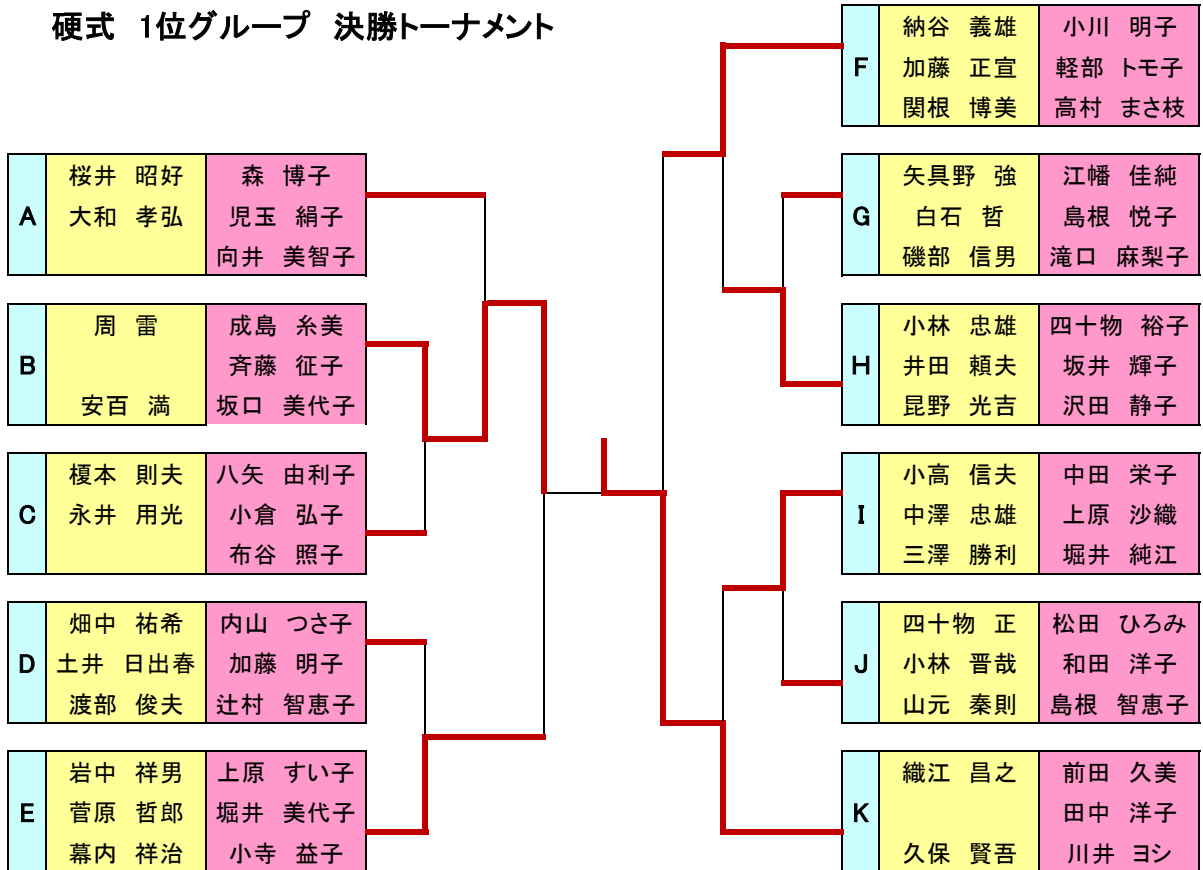 硬式 1位グループ 決勝トーナメント
A
桜井 昭好 森 博子
大和 孝弘 児玉 絹子
向井 美智子
B
周 雷 成島 糸美
斉藤 征子
安百 満 坂口 美代子
C
榎本 則夫 八矢 由利子
永井 用光 小倉 弘子
布谷 照子
D
畑中 祐希 内山 つさ子
土井 日出春 加藤 明子
渡部 俊夫 辻村 智恵子
E
岩中 祥男 上原 すい子
菅原 哲郎 堀井 美代子
幕内 祥治 小寺 益子
F
納谷 義雄 小川 明子
加藤 正宣 軽部 トモ子
関根 博美 高村 まさ枝
G
矢具野 強 江幡 佳純
白石 哲 島根 悦子
磯部 信男 滝口 麻梨子
H
小林 忠雄 四十物 裕子
井田 頼夫 坂井 輝子
昆野 光吉 沢田 静子
I
小高 信夫 中田 栄子
中澤 忠雄 上原 沙織
三澤 勝利 堀井 純江
J
四十物 正 松田 ひろみ
小林 晋哉 和田 洋子
山元 秦則 島根 智恵子
K
織江 昌之 前田 久美
田中 洋子
久保 賢吾 川井 ヨシ